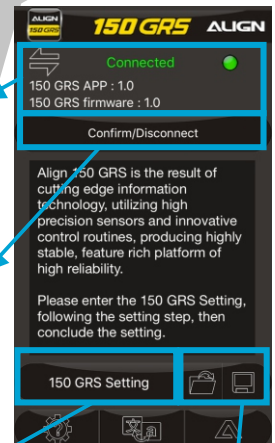 ALIGN
150 GRS
150 GRS
ALIGN
Connected
150 GRS APP : 1.0
150 GRS firmware : 1.0
Confirm/Disconnect
Align 150 GRS is the result of
cutting edge information
technology, utilizing high
precision sensors and innovative
control routines, producing highly
stable, feature rich platform of
high reliability.
Please enter the 150 GRS Setting,
following the setting step, then
conclude the setting.
150 GRS Setting